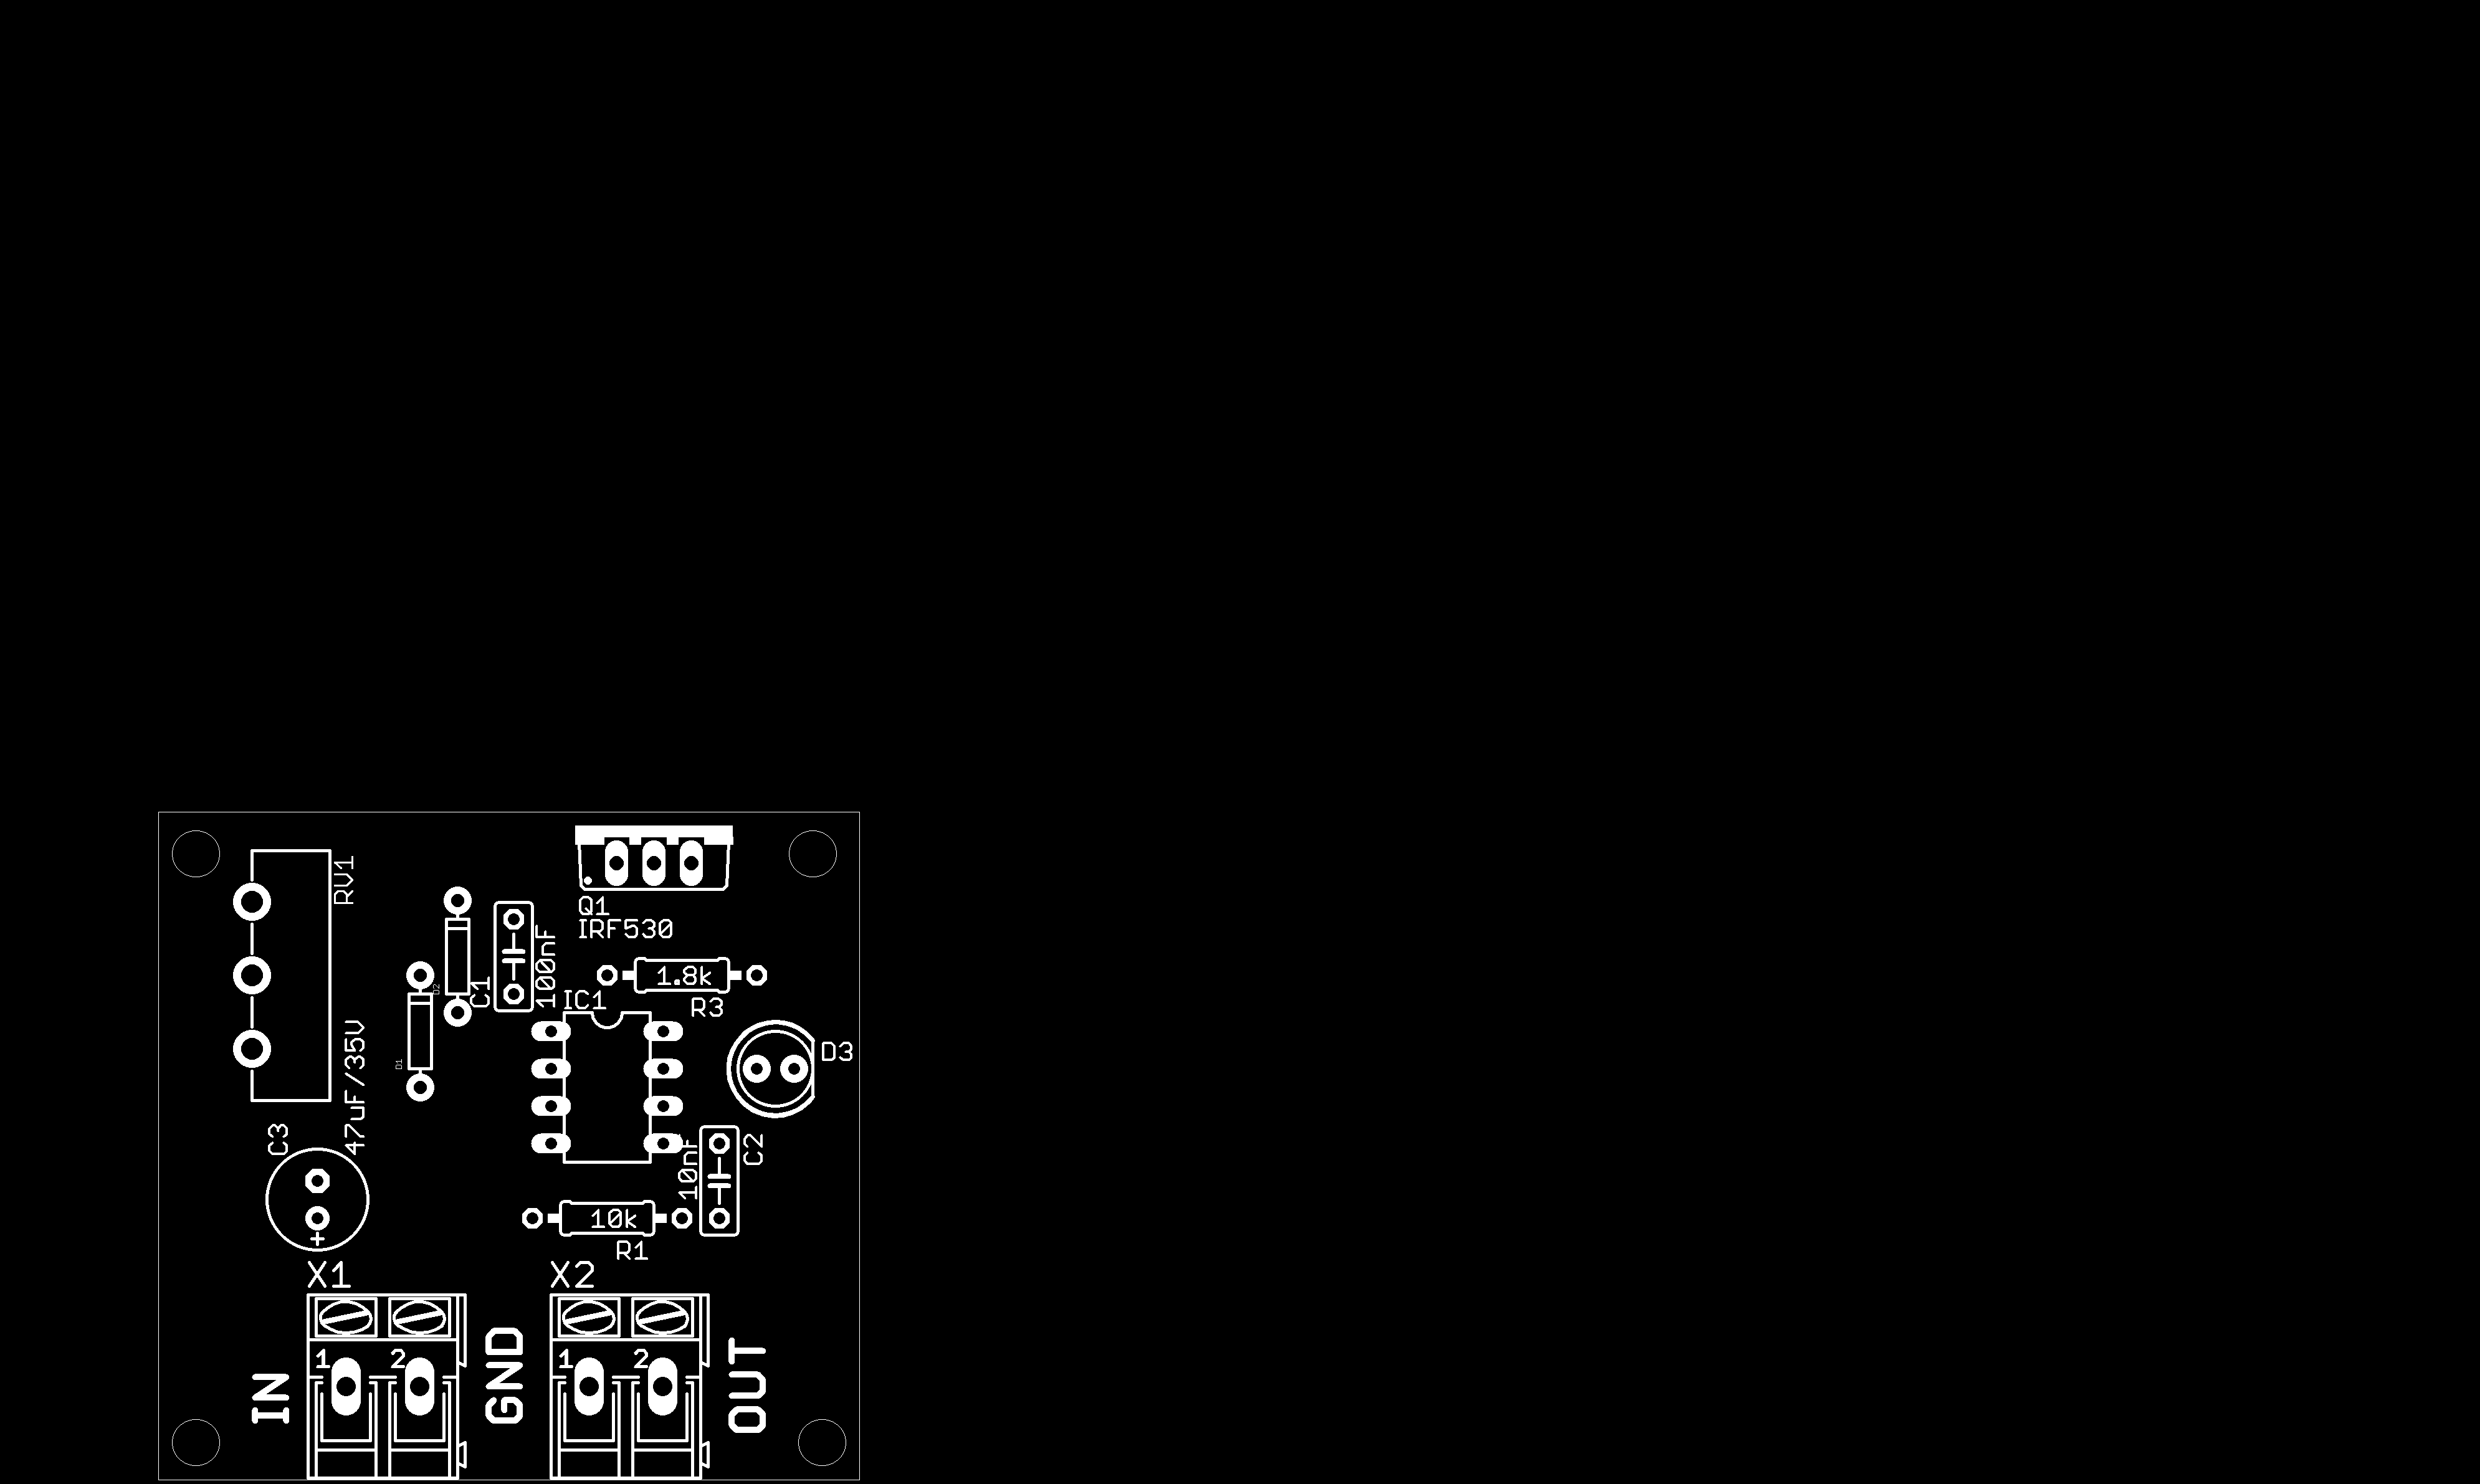 RV1
Q1
IRF530
D2
C1
100nF
1.8k
R3
IC1
D1
D3
47uF/35V
C3
10nF
C2
+
10k
R1
X1
X2
1
2
1
2
IN
GND
OUT